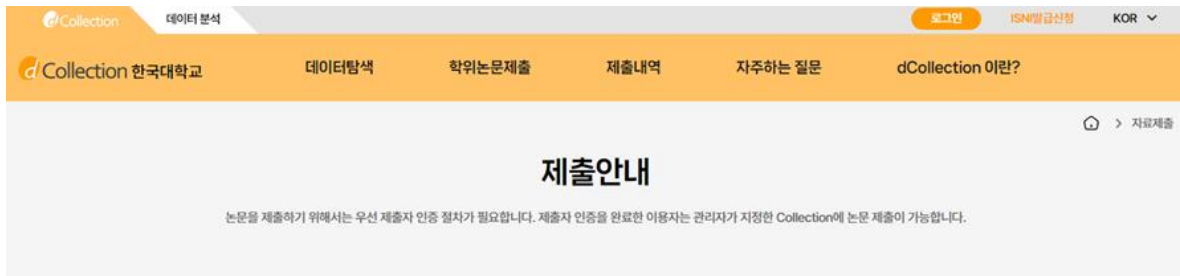 dCollection 데이터 분석 로그인 ISNI발급신청 KOR
dCollection 한국대학교 데이터탐색 학위논문제출 제출내역 자주하는 질문 dCollection 이란?
> 자료제출
제출안내
논문을 제출하기 위해서는 우선 제출자 인증 절차가 필요합니다. 제출자 인증을 완료한 이용자는 관리자가 지정한 Collection에 논문 제출이 가능합니다.